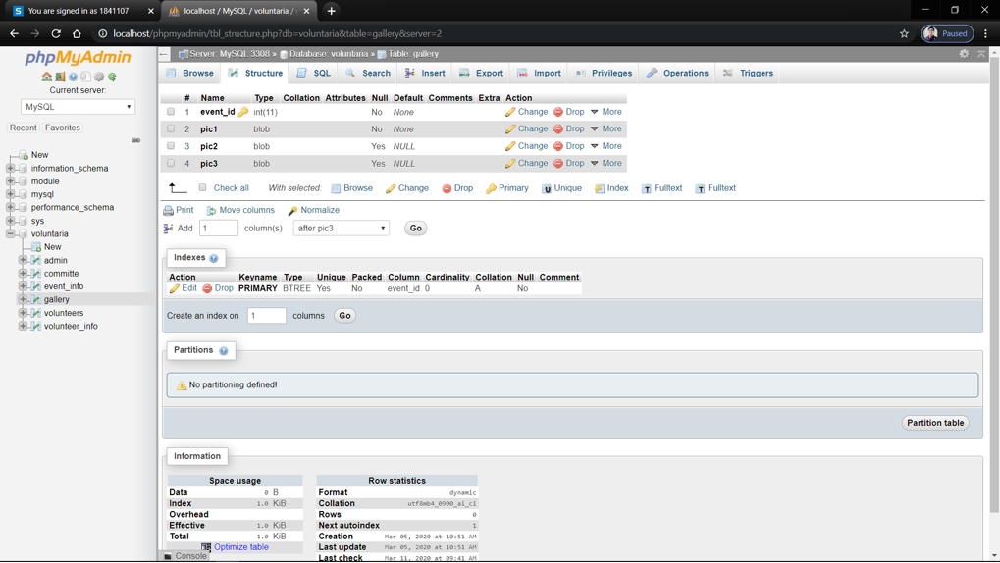 You are signed in as 1841107
localhost / MySQL / voluntaria /
localhost/phpmyadmin/tbl_structure.php?db=voluntaria&table=gallery&server=2
Paused
phpMyAdmin
Current server:
MySQL
Recent Favorites
New
information_schema
module
mysql
performance_schema
sys
voluntaria
New
admin
committe
event_info
gallery
volunteers
volunteer_info
Server: MySQL:3308 » Database: voluntaria » Table: gallery
Browse Structure SQL Search Insert Export Import Privileges Operations Triggers
# Name Type Collation Attributes Null Default Comments Extra Action
1 event_id int(11) No None Change Drop More
2 pic1 blob No None Change Drop More
3 pic2 blob Yes NULL Change Drop More
4 pic3 blob Yes NULL Change Drop More
Check all With selected: Browse Change Drop Primary Unique Index Fulltext Fulltext
Print Move columns Normalize
Add 1 column(s) after pic3 Go
Indexes
Action Keyname Type Unique Packed Column Cardinality Collation Null Comment
Edit Drop PRIMARY BTREE Yes No event_id 0 A No
Create an index on 1 columns Go
Partitions
No partitioning defined!
Partition table
Information
Space usage
Data 0 B
Index 1.0 KiB
Overhead
Effective 1.0 KiB
Total 1.0 KiB
Optimize table
Row statistics
Format dynamic
Collation utf8mb4_0900_ai_ci
Rows 0
Next autoindex 1
Creation Mar 05, 2020 at 10:51 AM
Last update Mar 05, 2020 at 10:51 AM
Last check Mar 11, 2020 at 09:41 AM
Console